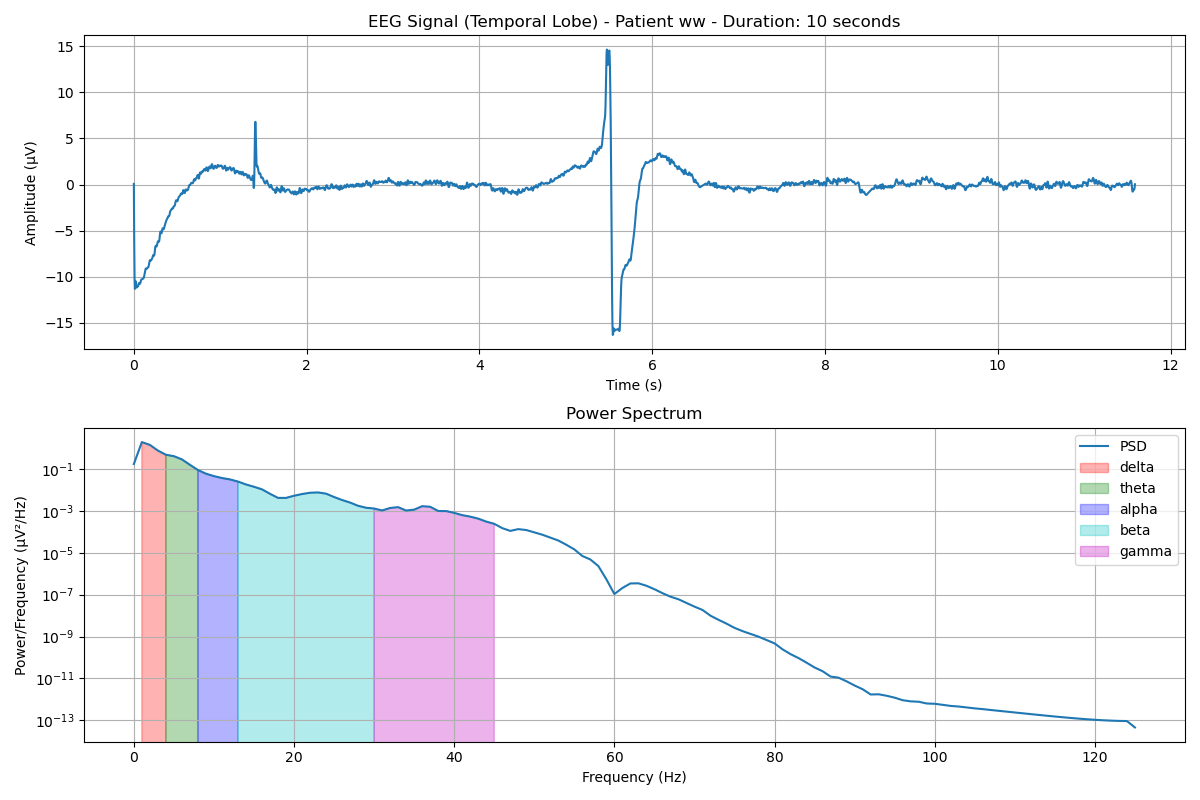 EEG Signal (Temporal Lobe) - Patient ww - Duration: 10 seconds
15
10
5
0
−5
−10
−15
Amplitude (μV)
0 2 4 6 8 10 12
Time (s)
Power Spectrum
PSD
delta
theta
alpha
beta
gamma
10⁻¹
10⁻³
10⁻⁵
10⁻⁷
10⁻⁹
10⁻¹¹
10⁻¹³
Power/Frequency (μV²/Hz)
0 20 40 60 80 100 120
Frequency (Hz)